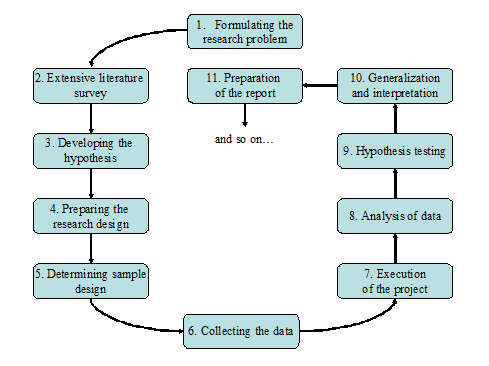 1. Formulating the
research problem
2. Extensive literature
survey
3. Developing the
hypothesis
4. Preparing the
research design
5. Determining sample
design
6. Collecting the data
7. Execution
of the project
8. Analysis of data
9. Hypothesis testing
10. Generalization
and interpretation
11. Preparation
of the report
and so on...